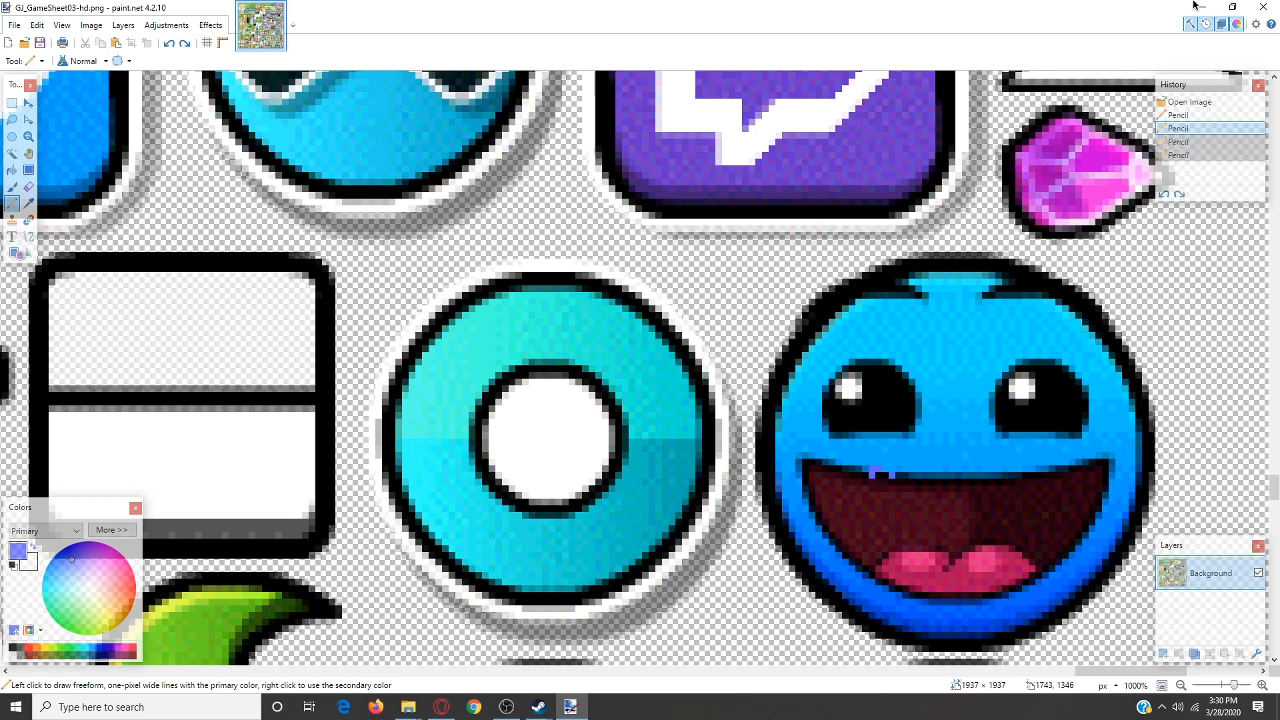 GJ_GameSheet03-hd.png - paint.net 4.2.10
File Edit View Image Layers Adjustments Effects
Tool: Normal
To...
History
Open Image
Pencil
Pencil
Pencil
Pencil
Colors
Primary More >>
Layers
Background
Left click to draw freeform, one-pixel wide lines with the primary color, right click to use the secondary color
1937 × 1937 1743, 1346 px 1000%
Type here to search
3:30 PM
3/28/2020